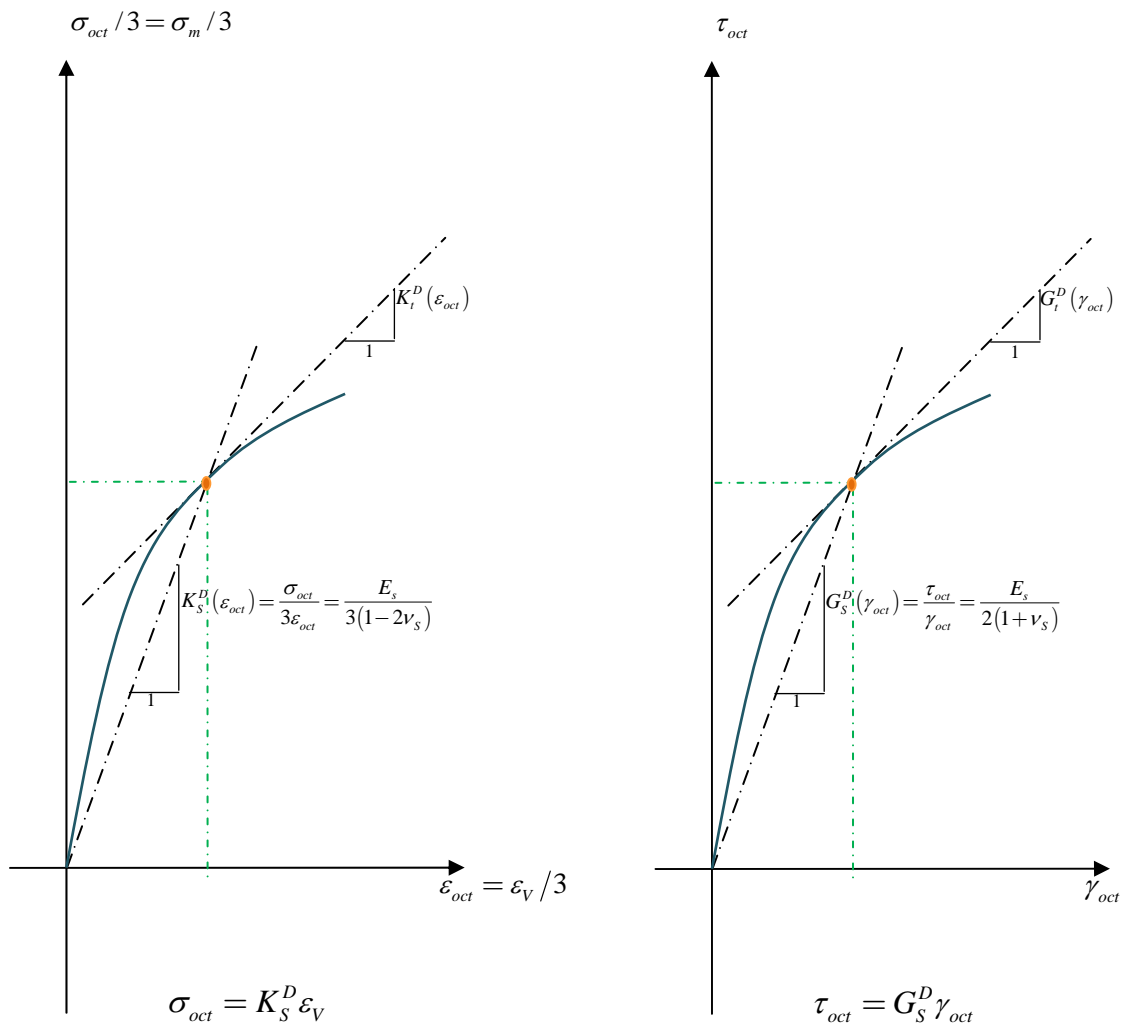 σ_oct /3 = σ_m /3
τ_oct
K_t^D (ε_oct)
1
G_t^D (γ_oct)
1
K_S^D (ε_oct) = σ_oct / 3ε_oct = E_s / 3(1 − 2ν_S)
1
G_S^D (γ_oct) = τ_oct / γ_oct = E_s / 2(1 + ν_S)
1
ε_oct = ε_V /3
γ_oct
σ_oct = K_S^D ε_V
τ_oct = G_S^D γ_oct